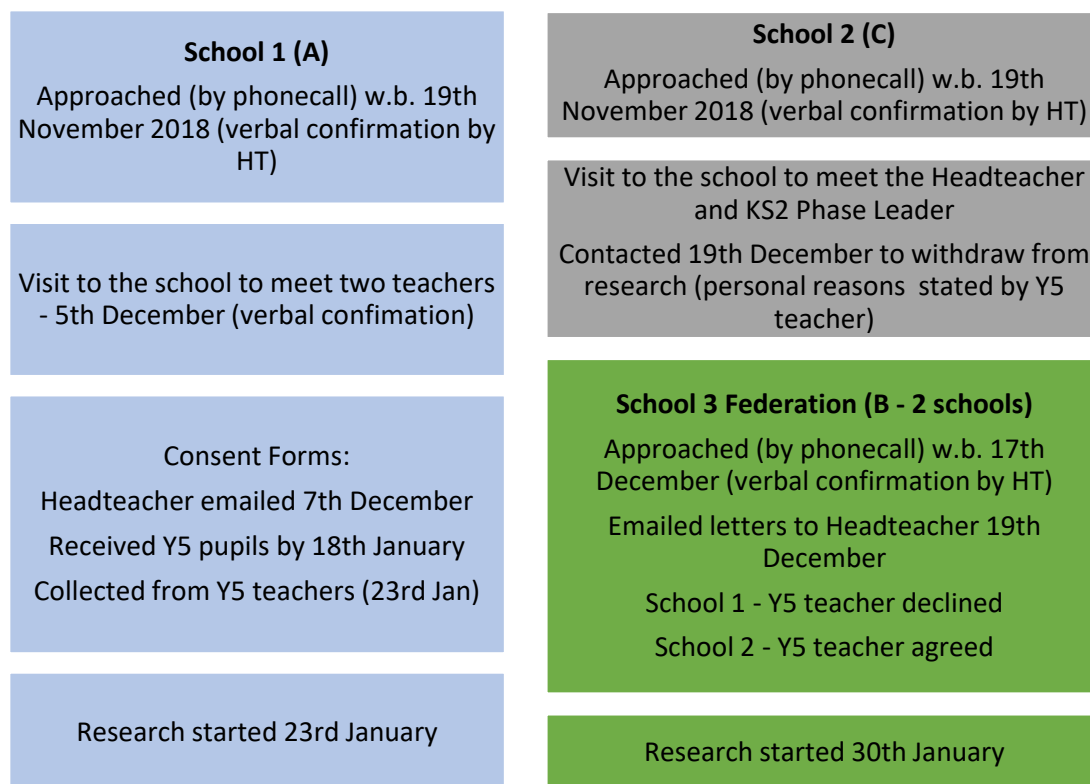 School 1 (A)
Approached (by phonecall) w.b. 19th
November 2018 (verbal confirmation by
HT)
Visit to the school to meet two teachers
- 5th December (verbal confimation)
Consent Forms:
Headteacher emailed 7th December
Received Y5 pupils by 18th January
Collected from Y5 teachers (23rd Jan)
Research started 23rd January
School 2 (C)
Approached (by phonecall) w.b. 19th
November 2018 (verbal confirmation by HT)
Visit to the school to meet the Headteacher
and KS2 Phase Leader
Contacted 19th December to withdraw from
research (personal reasons  stated by Y5
teacher)
School 3 Federation (B - 2 schools)
Approached (by phonecall) w.b. 17th
December (verbal confirmation by HT)
Emailed letters to Headteacher 19th
December
School 1 - Y5 teacher declined
School 2 - Y5 teacher agreed
Research started 30th January